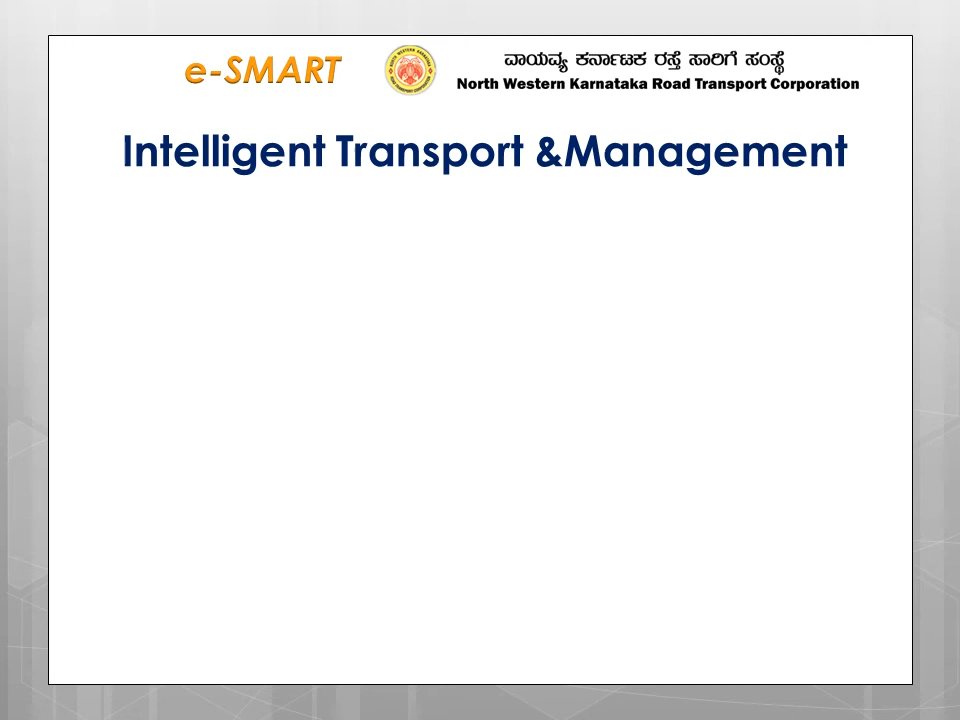 e-SMART
ವಾಯವ್ಯ ಕರ್ನಾಟಕ ರಸ್ತೆ ಸಾರಿಗೆ ಸಂಸ್ಥೆ
North Western Karnataka Road Transport Corporation
Intelligent Transport &Management